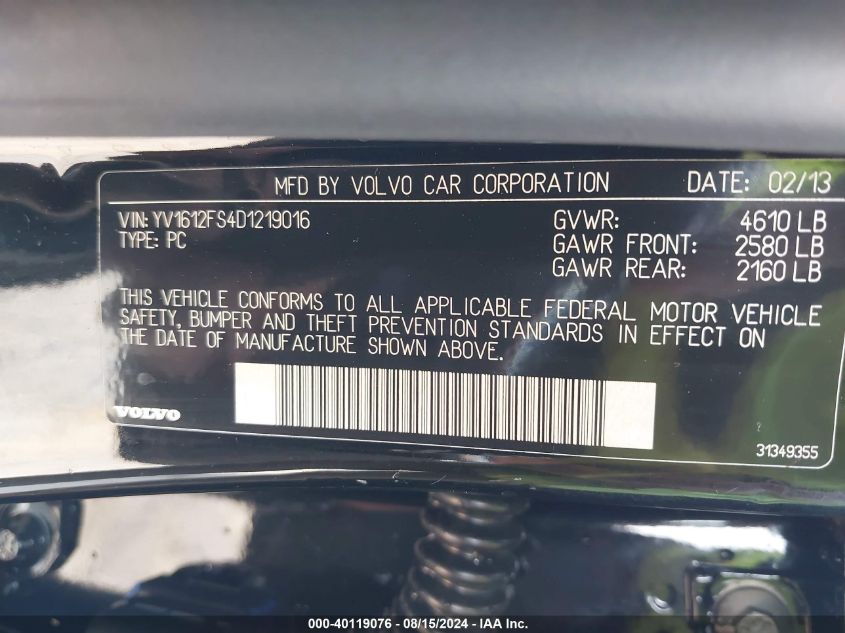 MFD BY VOLVO CAR CORPORATION DATE: 02/13
VIN: YV1612FS4D1219016 GVWR: 4610 LB
TYPE: PC GAWR FRONT: 2580 LB
GAWR REAR: 2160 LB
THIS VEHICLE CONFORMS TO ALL APPLICABLE FEDERAL MOTOR VEHICLE
SAFETY, BUMPER AND THEFT PREVENTION STANDARDS IN EFFECT ON
THE DATE OF MANUFACTURE SHOWN ABOVE.
VOLVO
31349355
000-40119076 - 08/15/2024 - IAA Inc.